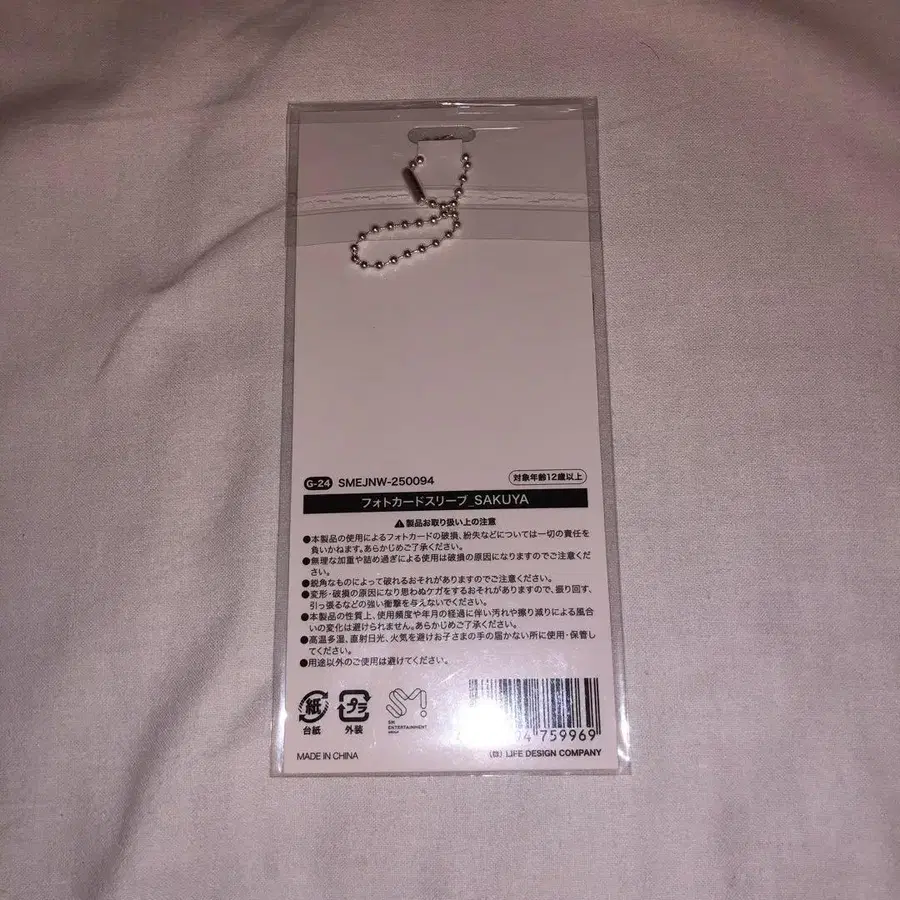 G-24 SMEJNW-250094 対象年齢12歳以上
フォトカードスリーブ_SAKUYA
⚠製品お取り扱い上の注意
●本製品の使用によるフォトカードの破損、紛失などについては一切の責任を
負いかねます。あらかじめご了承ください。
●無理な加重や詰め過ぎによる使用は破損の原因になりますのでご注意くだ
さい。
●鋭角なものによって破れるおそれがありますのでご注意ください。
●変形・破損の原因になり思わぬケガをするおそれがありますので、振り回す、
引っ張るなどの強い衝撃を与えないでください。
●本製品の性質上、使用頻度や年月の経過に伴い汚れや擦り減りによる風合
いの変化は避けられません。あらかじめご了承ください。
●高温多湿、直射日光、火気を避けお子さまの手の届かない所に使用・保管し
てください。
●用途以外のご使用は避けてください。
紙
台紙
プラ
外装
SM
SM
ENTERTAINMENT
GROUP
4 759969
MADE IN CHINA
(株) LIFE DESIGN COMPANY